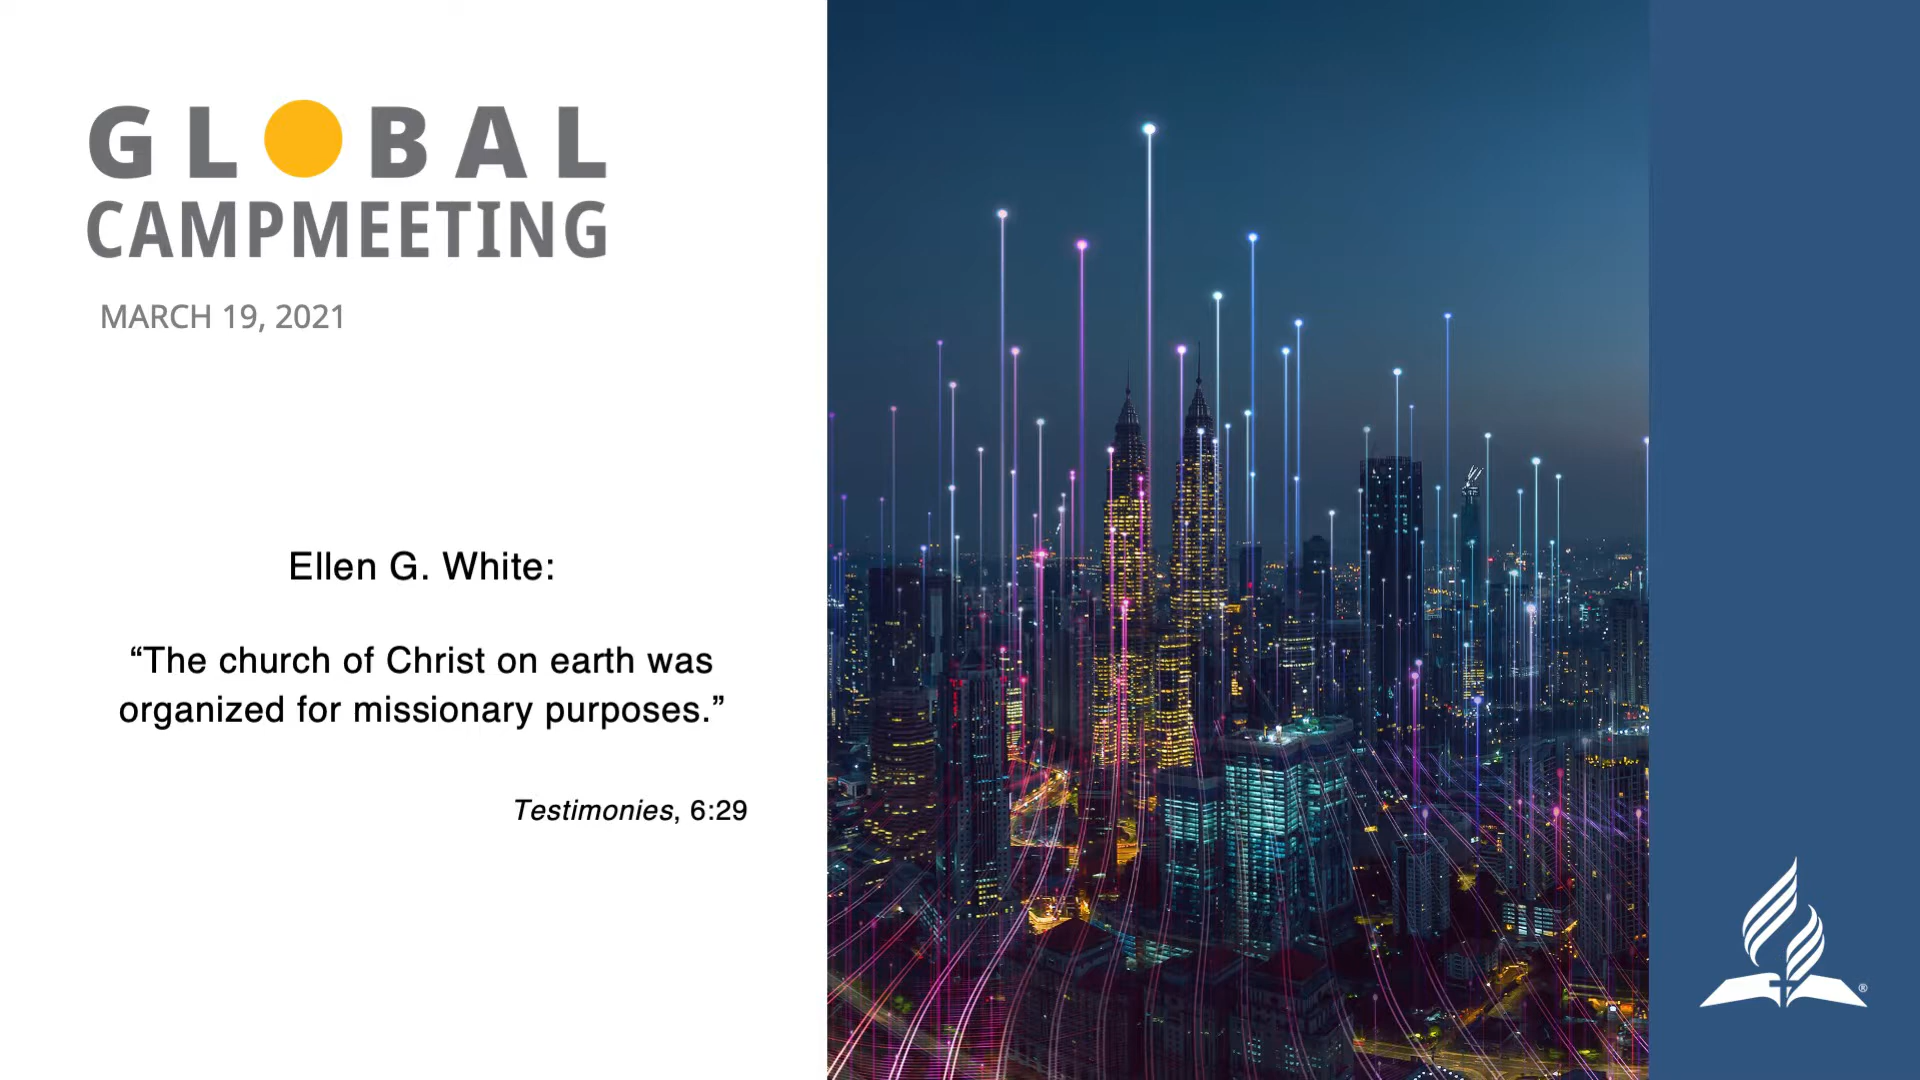 GLOBAL
CAMPMEETING
MARCH 19, 2021
Ellen G. White:
“The church of Christ on earth was
organized for missionary purposes.”
Testimonies, 6:29
®